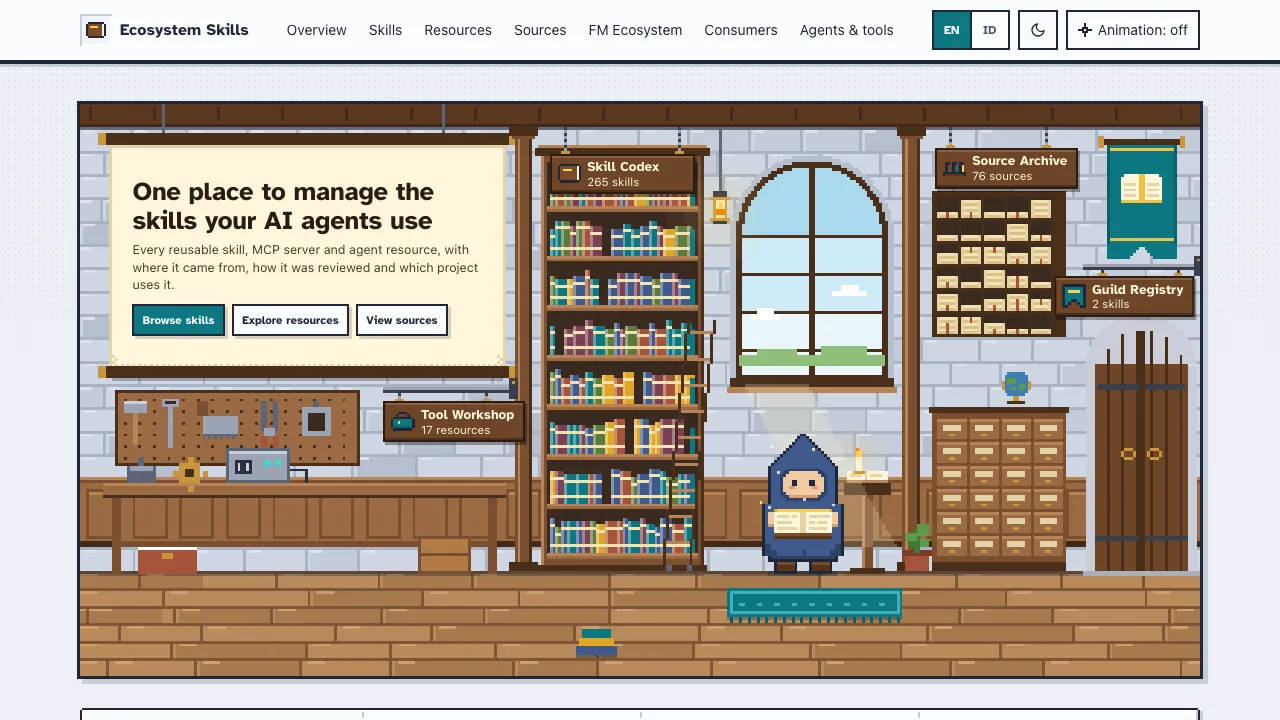 Ecosystem Skills
Overview
Skills
Resources
Sources
FM Ecosystem
Consumers
Agents & tools
EN
ID
Animation: off
One place to manage the
skills your AI agents use
Every reusable skill, MCP server and agent resource, with
where it came from, how it was reviewed and which project
uses it.
Browse skills
Explore resources
View sources
Skill Codex
265 skills
Source Archive
76 sources
Guild Registry
2 skills
Tool Workshop
17 resources